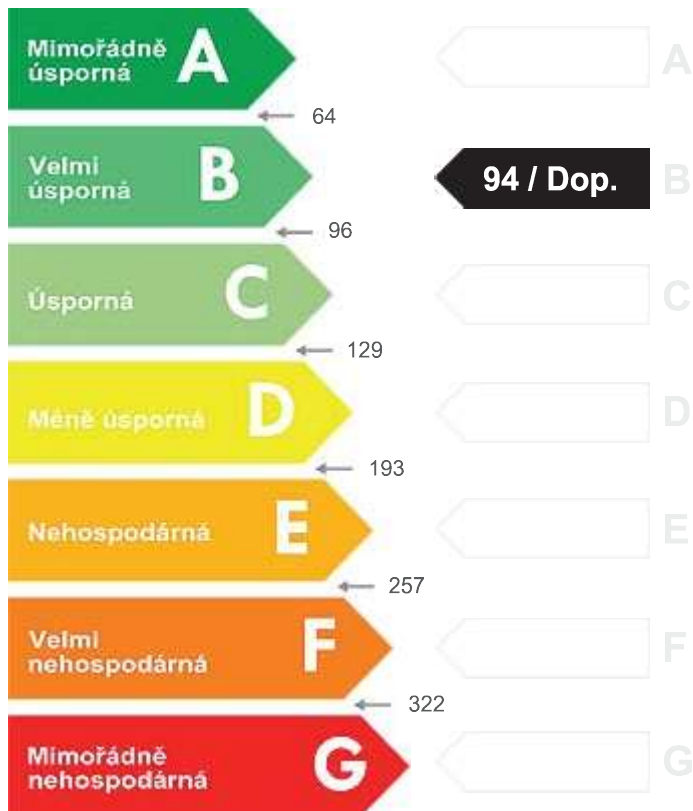 Mimořádně
úsporná
A
A
64
Velmi
úsporná
B
94 / Dop.
B
96
Úsporná
C
C
129
Méně úsporná
D
D
193
Nehospodárná
E
E
257
Velmi
nehospodárná
F
F
322
Mimořádně
nehospodárná
G
G